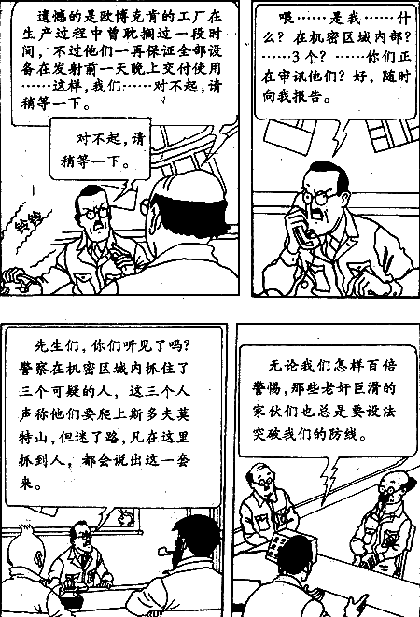 遗憾的是欧博克肯的工厂在
生产过程中曾耽搁过一段时
间，不过他们一再保证全部设
备在发射前一天晚上交付使用
……这样，我们……对不起，请
稍等一下。
对不起，请
稍等一下。
铃铃
喂……是我……什
么？在机密区域内部？
……3个？……你们正
在审讯他们？好，随时
向我报告。
先生们，你们听见了吗？
警察在机密区域内抓住了
三个可疑的人，这三个人
声称他们要爬上斯多夫莫
特山，但迷了路，凡在这里
抓到人，都会说出这一套
来。
无论我们怎样百倍
警惕，那些老奸巨滑的
家伙们也总是要设法
突破我们的防线。